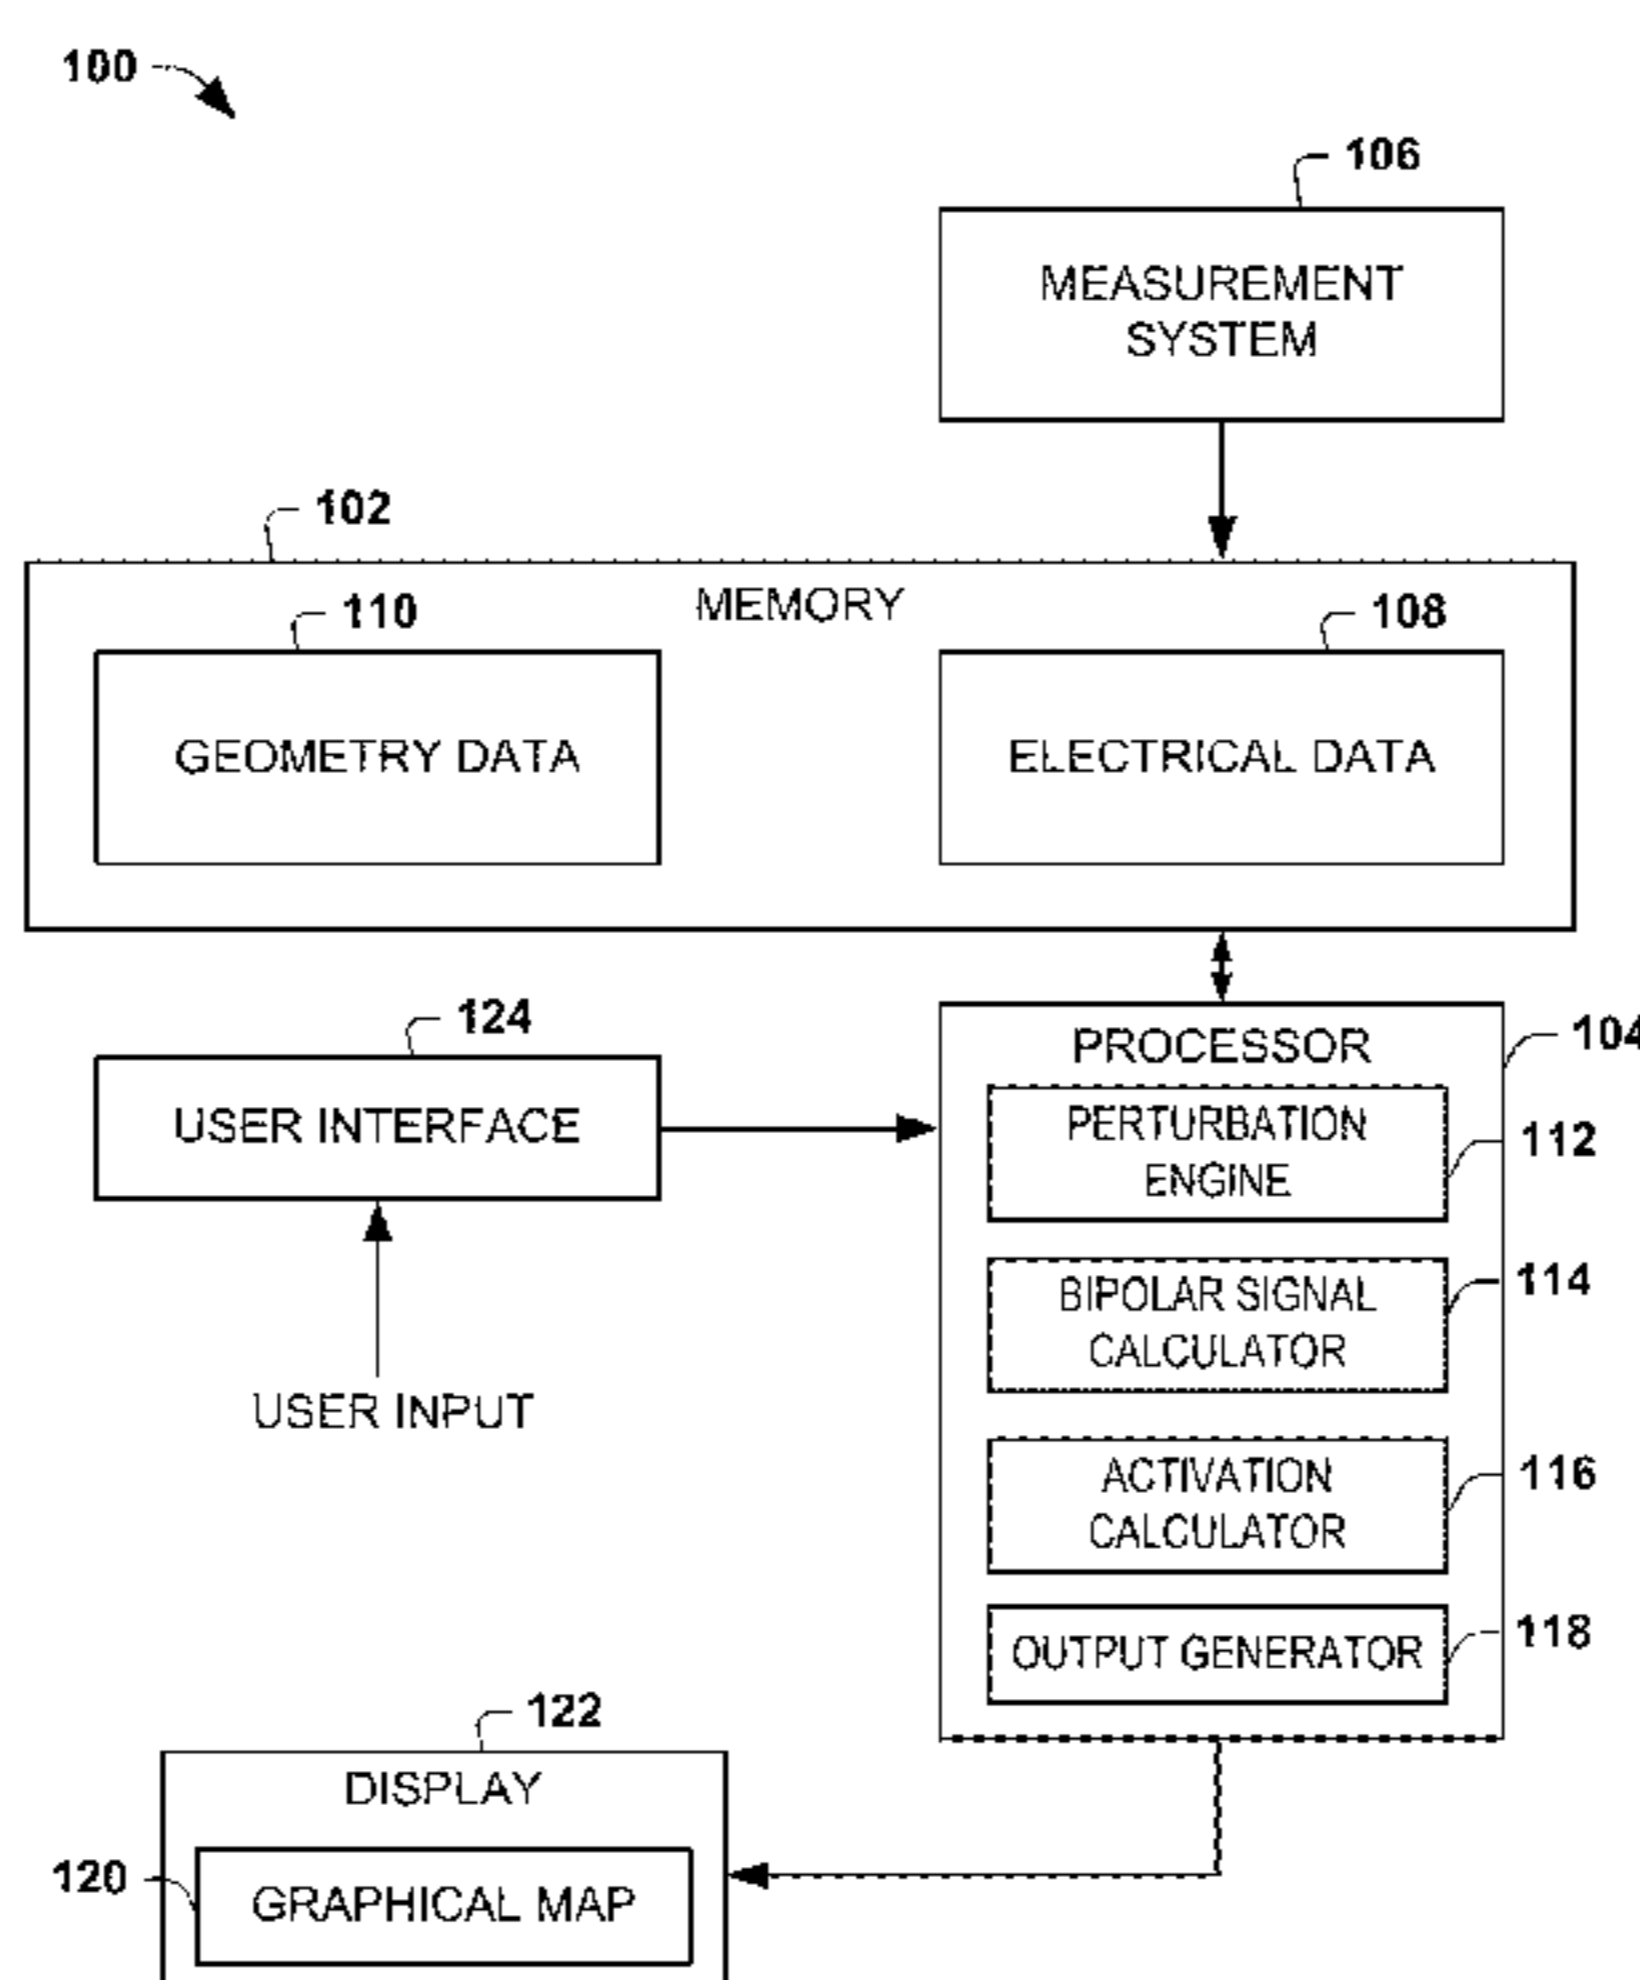 100
106
MEASUREMENT
SYSTEM
102
MEMORY
110
108
GEOMETRY DATA
ELECTRICAL DATA
124
PROCESSOR
104
USER INTERFACE
PERTURBATION
ENGINE
112
BIPOLAR SIGNAL
CALCULATOR
114
USER INPUT
ACTIVATION
CALCULATOR
116
OUTPUT GENERATOR
118
122
DISPLAY
120
GRAPHICAL MAP